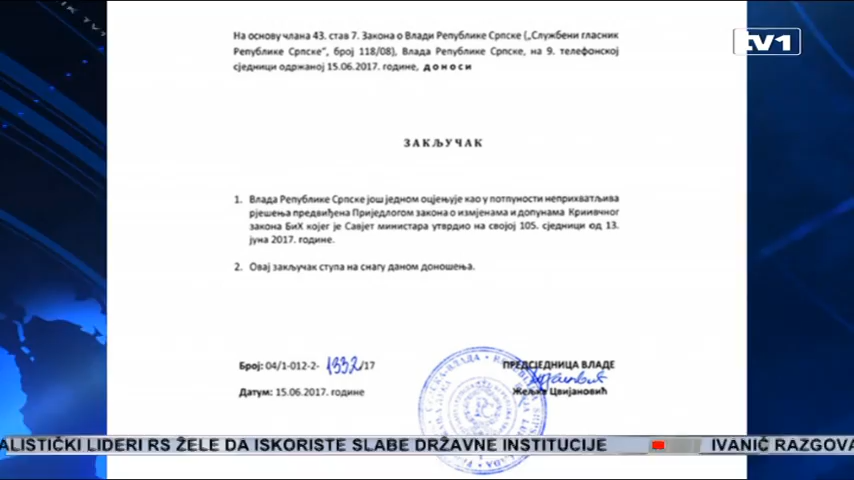 На основу члана 43. став 7. Закона о Влади Републике Српске („Службени гласник
Републике Српске", број 118/08), Влада Републике Српске, на 9. телефонској
сједници одржаној 15.06.2017. године, доноси
tv1
ЗАКЉУЧАК
1. Влада Републике Српске још једном оцјењује као у потпуности неприхватљива
рјешења предвиђена Приједлогом закона о измјенама и допунама Криивчног
закона БиХ којег је Савјет министара утврдио на својој 105. сједници од 13.
јуна 2017. године.
2. Овај закључак ступа на снагу даном доношења.
Број: 04/1-012-2-1332/17
ПРЕДСЈЕДНИЦА ВЛАДЕ
Датум: 15.06.2017. године
Жељка Цвијановић
ALISTIČKI LIDERI RS ŽELE DA ISKORISTE SLABE DRŽAVNE INSTITUCIJE IVANIĆ RAZGOVA